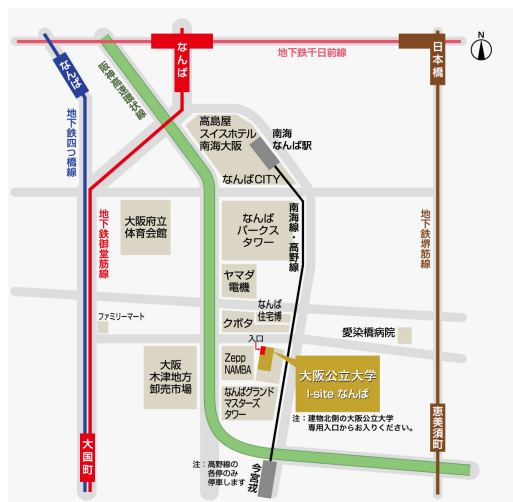 N
なんば
なんば
地下鉄千日前線
日本橋
阪神高速環状線
地下鉄四つ橋線
高島屋
スイスホテル
南海大阪
南海
なんば駅
なんばCITY
地下鉄御堂筋線
大阪府立
体育会館
なんば
パークス
タワー
南海線・高野線
地下鉄堺筋線
ヤマダ
電機
なんば
住宅博
ファミリーマート
クボタ
愛染橋病院
入口
大阪
木津地方
卸売市場
Zepp
NAMBA
大阪公立大学
I-site なんば
なんばグランド
マスターズ
タワー
注：建物北側の大阪公立大学
専用入口からお入りください。
大国町
恵美須町
注：高野線の
各停のみ
停車します
今宮戎